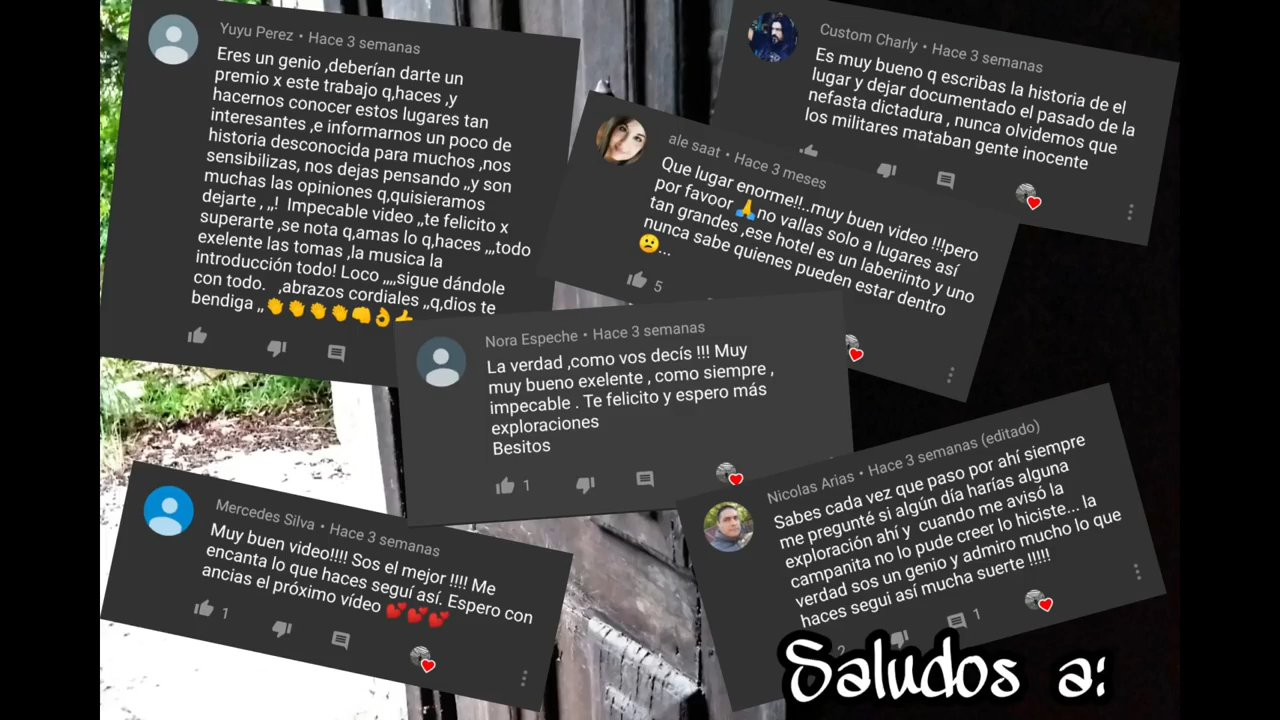 Yuyu Perez • Hace 3 semanas
Eres un genio ,deberían darte un
premio x este trabajo q,haces ,y
hacernos conocer estos lugares tan
interesantes ,e informarnos un poco de
historia desconocida para muchos ,nos
sensibilizas, nos dejas pensando ,,y son
muchas las opiniones q,quisieramos
dejarte , ,,! Impecable video ,,te felicito x
superarte ,se nota q,amas lo q,haces ,,,todo
exelente las tomas ,la musica la
introducción todo! Loco ,,,,sigue dándole
con todo. ,abrazos cordiales ,,q,dios te
bendiga ,,👏👏👏👏👊👌👍
Custom Charly • Hace 3 semanas
Es muy bueno q escribas la historia de el
lugar y dejar documentado el pasado de la
nefasta dictadura , nunca olvidemos que
los militares mataban gente inocente
ale saat • Hace 3 meses
Que lugar enorme!!..muy buen video !!!pero
por favoor 🙏no vallas solo a lugares así
tan grandes ,ese hotel es un laberiinto y uno
nunca sabe quienes pueden estar dentro
😟...
5
Nora Espeche • Hace 3 semanas
La verdad ,como vos decís !!! Muy
muy bueno exelente , como siempre ,
impecable . Te felicito y espero más
exploraciones
Besitos
1
Mercedes Silva • Hace 3 semanas
Muy buen video!!!! Sos el mejor !!!! Me
encanta lo que haces seguí así. Espero con
ancias el próximo vídeo 💕💕💕
1
Nicolas Arias • Hace 3 semanas (editado)
Sabes cada vez que paso por ahí siempre
me pregunté si algún día harías alguna
exploración ahí y cuando me avisó la
campanita no lo pude creer lo hiciste... la
verdad sos un genio y admiro mucho lo que
haces segui así mucha suerte !!!!!
2
1
Saludos a: